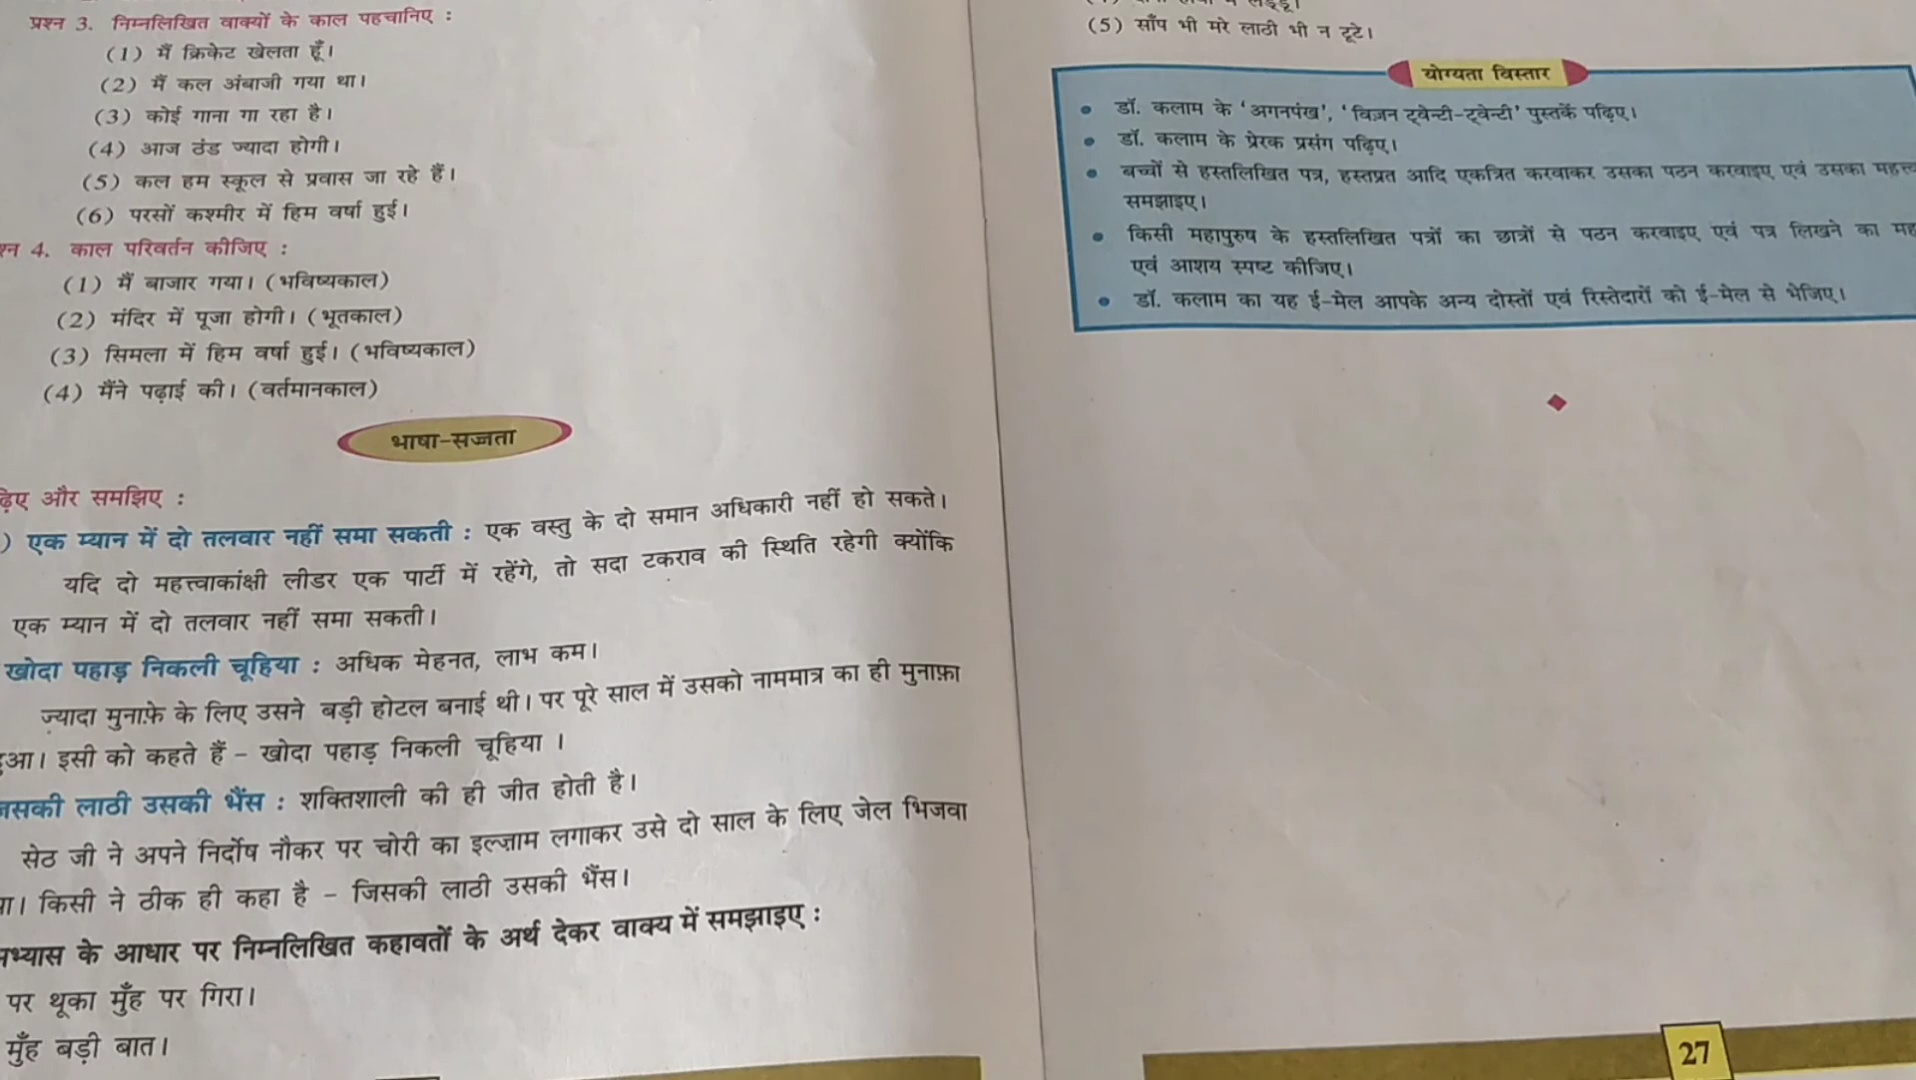 प्रश्न 3. निम्नलिखित वाक्यों के काल पहचानिए :
(1) मैं क्रिकेट खेलता हूँ।
(2) मैं कल अंबाजी गया था।
(3) कोई गाना गा रहा है।
(4) आज ठंड ज्यादा होगी।
(5) कल हम स्कूल से प्रवास जा रहे हैं।
(6) परसों कश्मीर में हिम वर्षा हुई।
4. काल परिवर्तन कीजिए :
(1) मैं बाजार गया। (भविष्यकाल)
(2) मंदिर में पूजा होगी। (भूतकाल)
(3) सिमला में हिम वर्षा हुई। (भविष्यकाल)
(4) मैंने पढ़ाई की। (वर्तमानकाल)
भाषा-सज्जता
और समझिए :
) एक म्यान में दो तलवार नहीं समा सकती : एक वस्तु के दो समान अधिकारी नहीं हो सकते।
यदि दो महत्त्वाकांक्षी लीडर एक पार्टी में रहेंगे, तो सदा टकराव की स्थिति रहेगी क्योंकि
एक म्यान में दो तलवार नहीं समा सकती।
खोदा पहाड़ निकली चूहिया : अधिक मेहनत, लाभ कम।
ज्यादा मुनाफ़े के लिए उसने बड़ी होटल बनाई थी। पर पूरे साल में उसको नाममात्र का ही मुनाफ़ा
इसी को कहते हैं – खोदा पहाड़ निकली चूहिया ।
लाठी उसकी भैंस : शक्तिशाली की ही जीत होती है।
सेठ जी ने अपने निर्दोष नौकर पर चोरी का इल्ज़ाम लगाकर उसे दो साल के लिए जेल भिजवा
किसी ने ठीक ही कहा है – जिसकी लाठी उसकी भैंस।
के आधार पर निम्नलिखित कहावतों के अर्थ देकर वाक्य में समझाइए :
पर थूका मुँह पर गिरा।
मुँह बड़ी बात।
(5) साँप भी मरे लाठी भी न टूटे।
योग्यता विस्तार
• डॉ. कलाम के ‘अगनपंख’, ‘विज़न ट्वेन्टी-ट्वेन्टी’ पुस्तकें पढ़िए।
• डॉ. कलाम के प्रेरक प्रसंग पढ़िए।
• बच्चों से हस्तलिखित पत्र, हस्तप्रत आदि एकत्रित करवाकर उसका पठन करवाइए एवं उसका
समझाइए।
• किसी महापुरुष के हस्तलिखित पत्रों का छात्रों से पठन करवाइए एवं पत्र लिखने का
एवं आशय स्पष्ट कीजिए।
• डॉ. कलाम का यह ई-मेल आपके अन्य दोस्तों एवं रिस्तेदारों को ई-मेल से भेजिए।
27